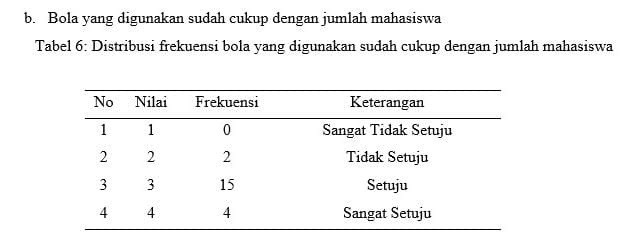 b. Bola yang digunakan sudah cukup dengan jumlah mahasiswa
Tabel 6: Distribusi frekuensi bola yang digunakan sudah cukup dengan jumlah mahasiswa
No Nilai Frekuensi Keterangan
1 1 0 Sangat Tidak Setuju
2 2 2 Tidak Setuju
3 3 15 Setuju
4 4 4 Sangat Setuju